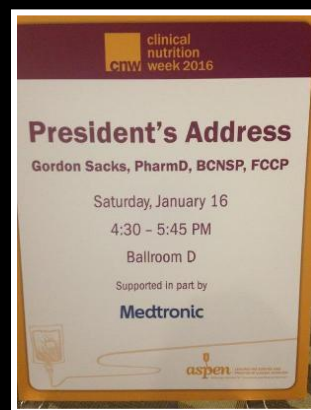 clinical
nutrition
cnw week 2016
President's Address
Gordon Sacks, PharmD, BCNSP, FCCP
Saturday, January 16
4:30 – 5:45 PM
Ballroom D
Supported in part by
Medtronic
aspen